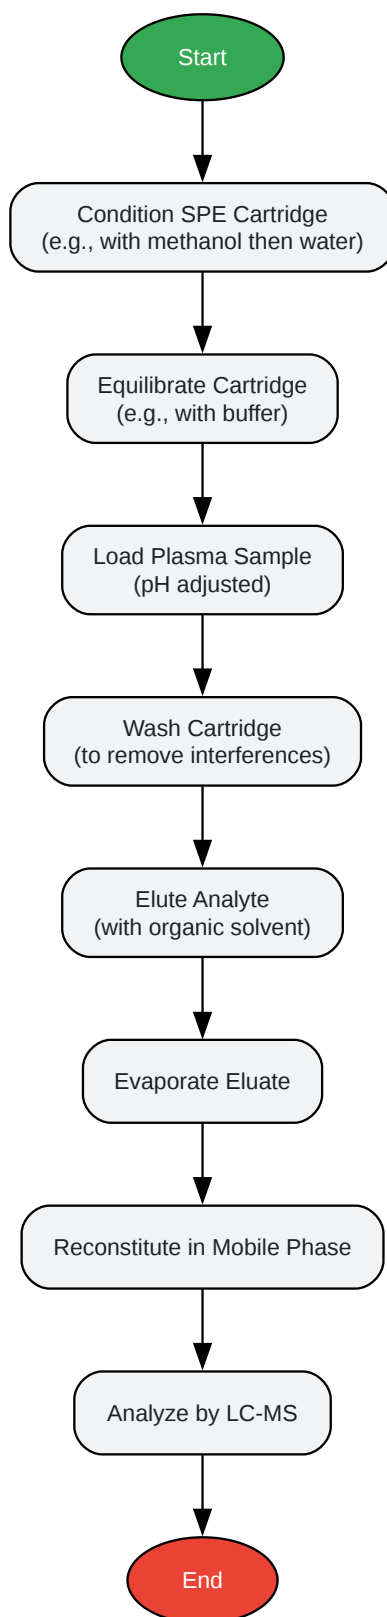 Start
Condition SPE Cartridge
(e.g., with methanol then water)
Equilibrate Cartridge
(e.g., with buffer)
Load Plasma Sample
(pH adjusted)
Wash Cartridge
(to remove interferences)
Elute Analyte
(with organic solvent)
Evaporate Eluate
Reconstitute in Mobile Phase
Analyze by LC-MS
End